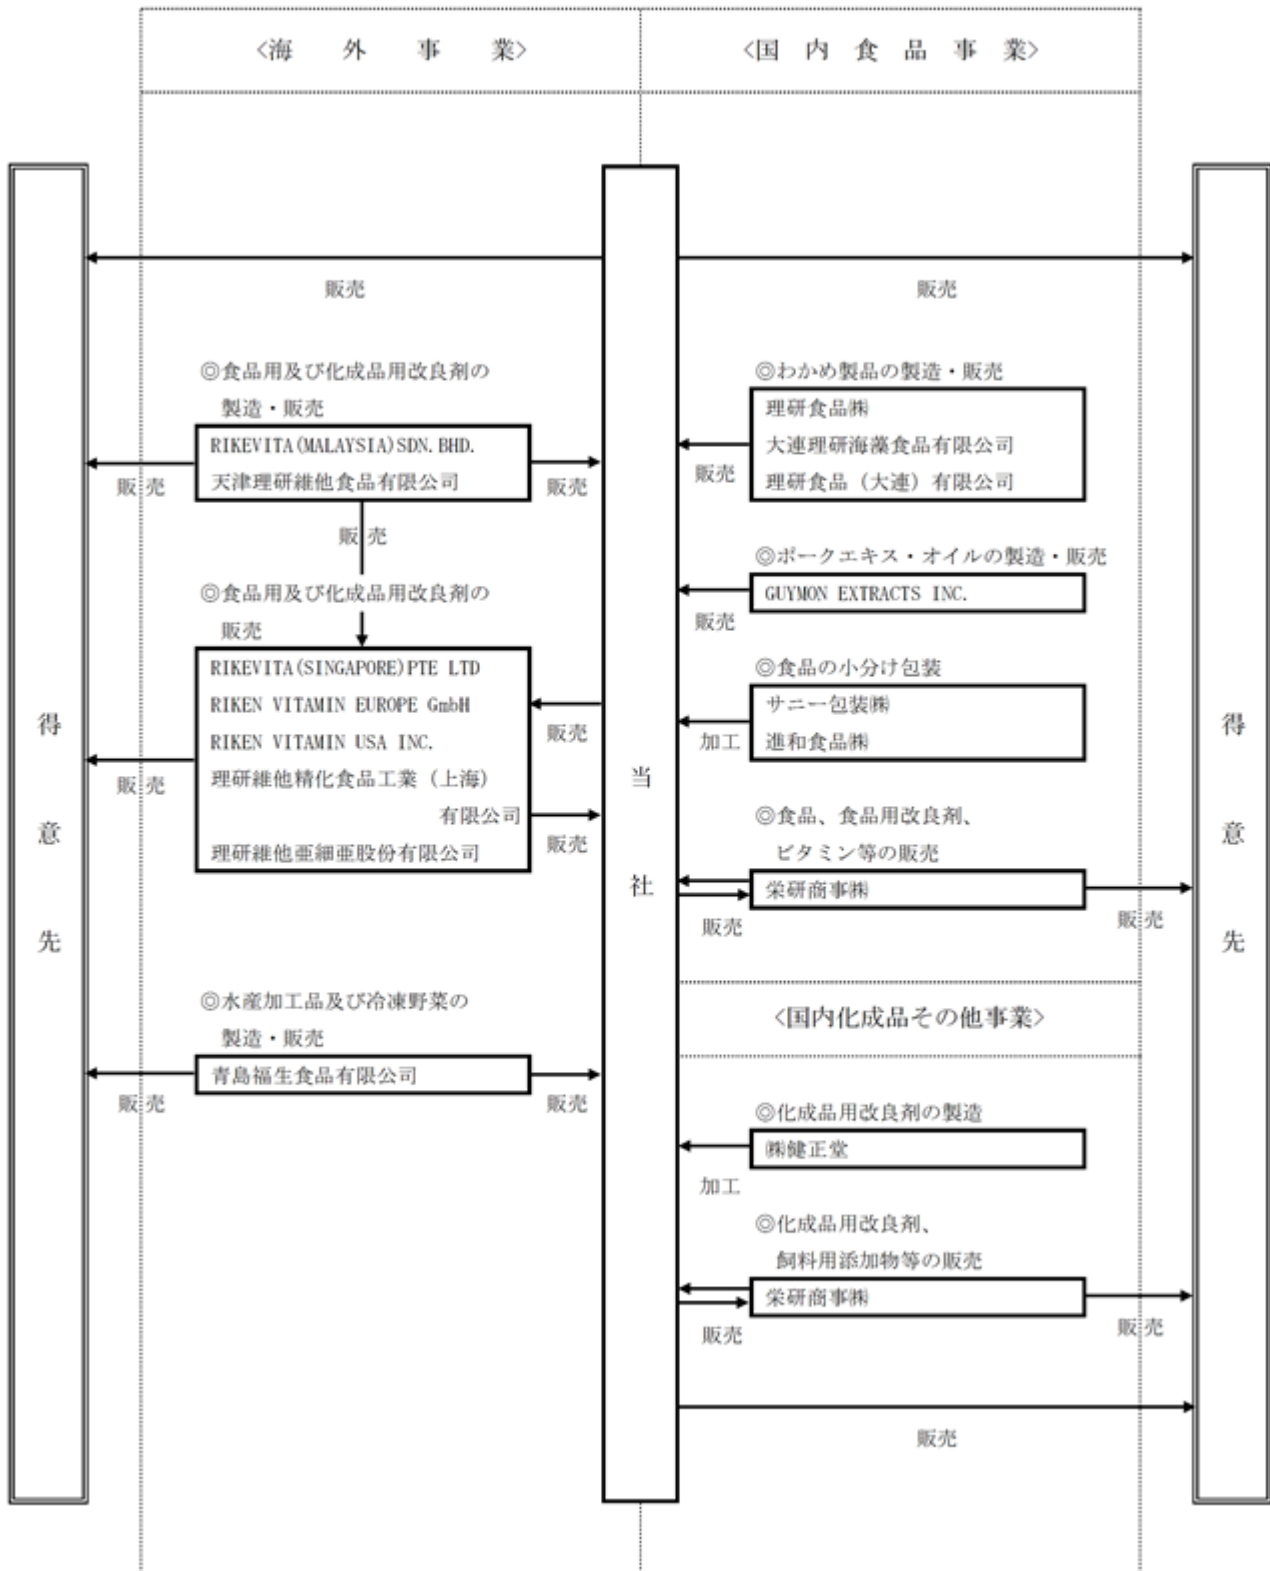 <海外事業>
<国内食品事業>
販売
販売
◎食品用及び化成品用改良剤の
製造・販売
RIKEVITA(MALAYSIA)SDN.BHD.
天津理研維他食品有限公司
販売
販売
販売
◎食品用及び化成品用改良剤の
販売
RIKEVITA(SINGAPORE)PTE LTD
RIKEN VITAMIN EUROPE GmbH
RIKEN VITAMIN USA INC.
理研維他精化食品工業（上海）
有限公司
理研維他亜細亜股份有限公司
販売
販売
販売
◎水産加工品及び冷凍野菜の
製造・販売
青島福生食品有限公司
販売
販売
得意先
当社
◎わかめ製品の製造・販売
理研食品㈱
大連理研海藻食品有限公司
理研食品（大連）有限公司
販売
◎ポークエキス・オイルの製造・販売
GUYMON EXTRACTS INC.
販売
◎食品の小分け包装
サニー包装㈱
進和食品㈱
加工
◎食品、食品用改良剤、
ビタミン等の販売
栄研商事㈱
販売
販売
<国内化成品その他事業>
◎化成品用改良剤の製造
㈱健正堂
加工
◎化成品用改良剤、
飼料用添加物等の販売
栄研商事㈱
販売
販売
販売
得意先